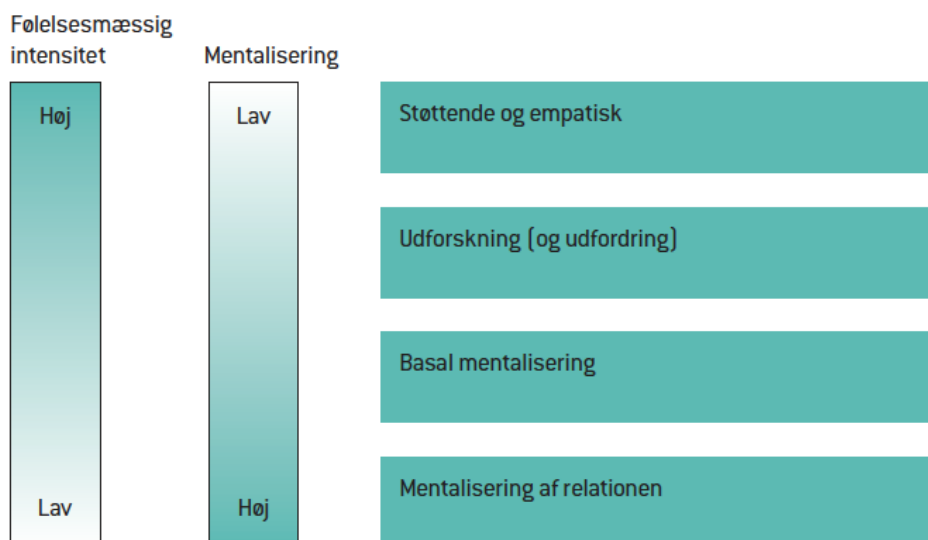 Følelsesmæssig
intensitet
Mentalisering
Høj
Lav
Støttende og empatisk
Udforskning (og udfordring)
Basal mentalisering
Mentalisering af relationen
Lav
Høj